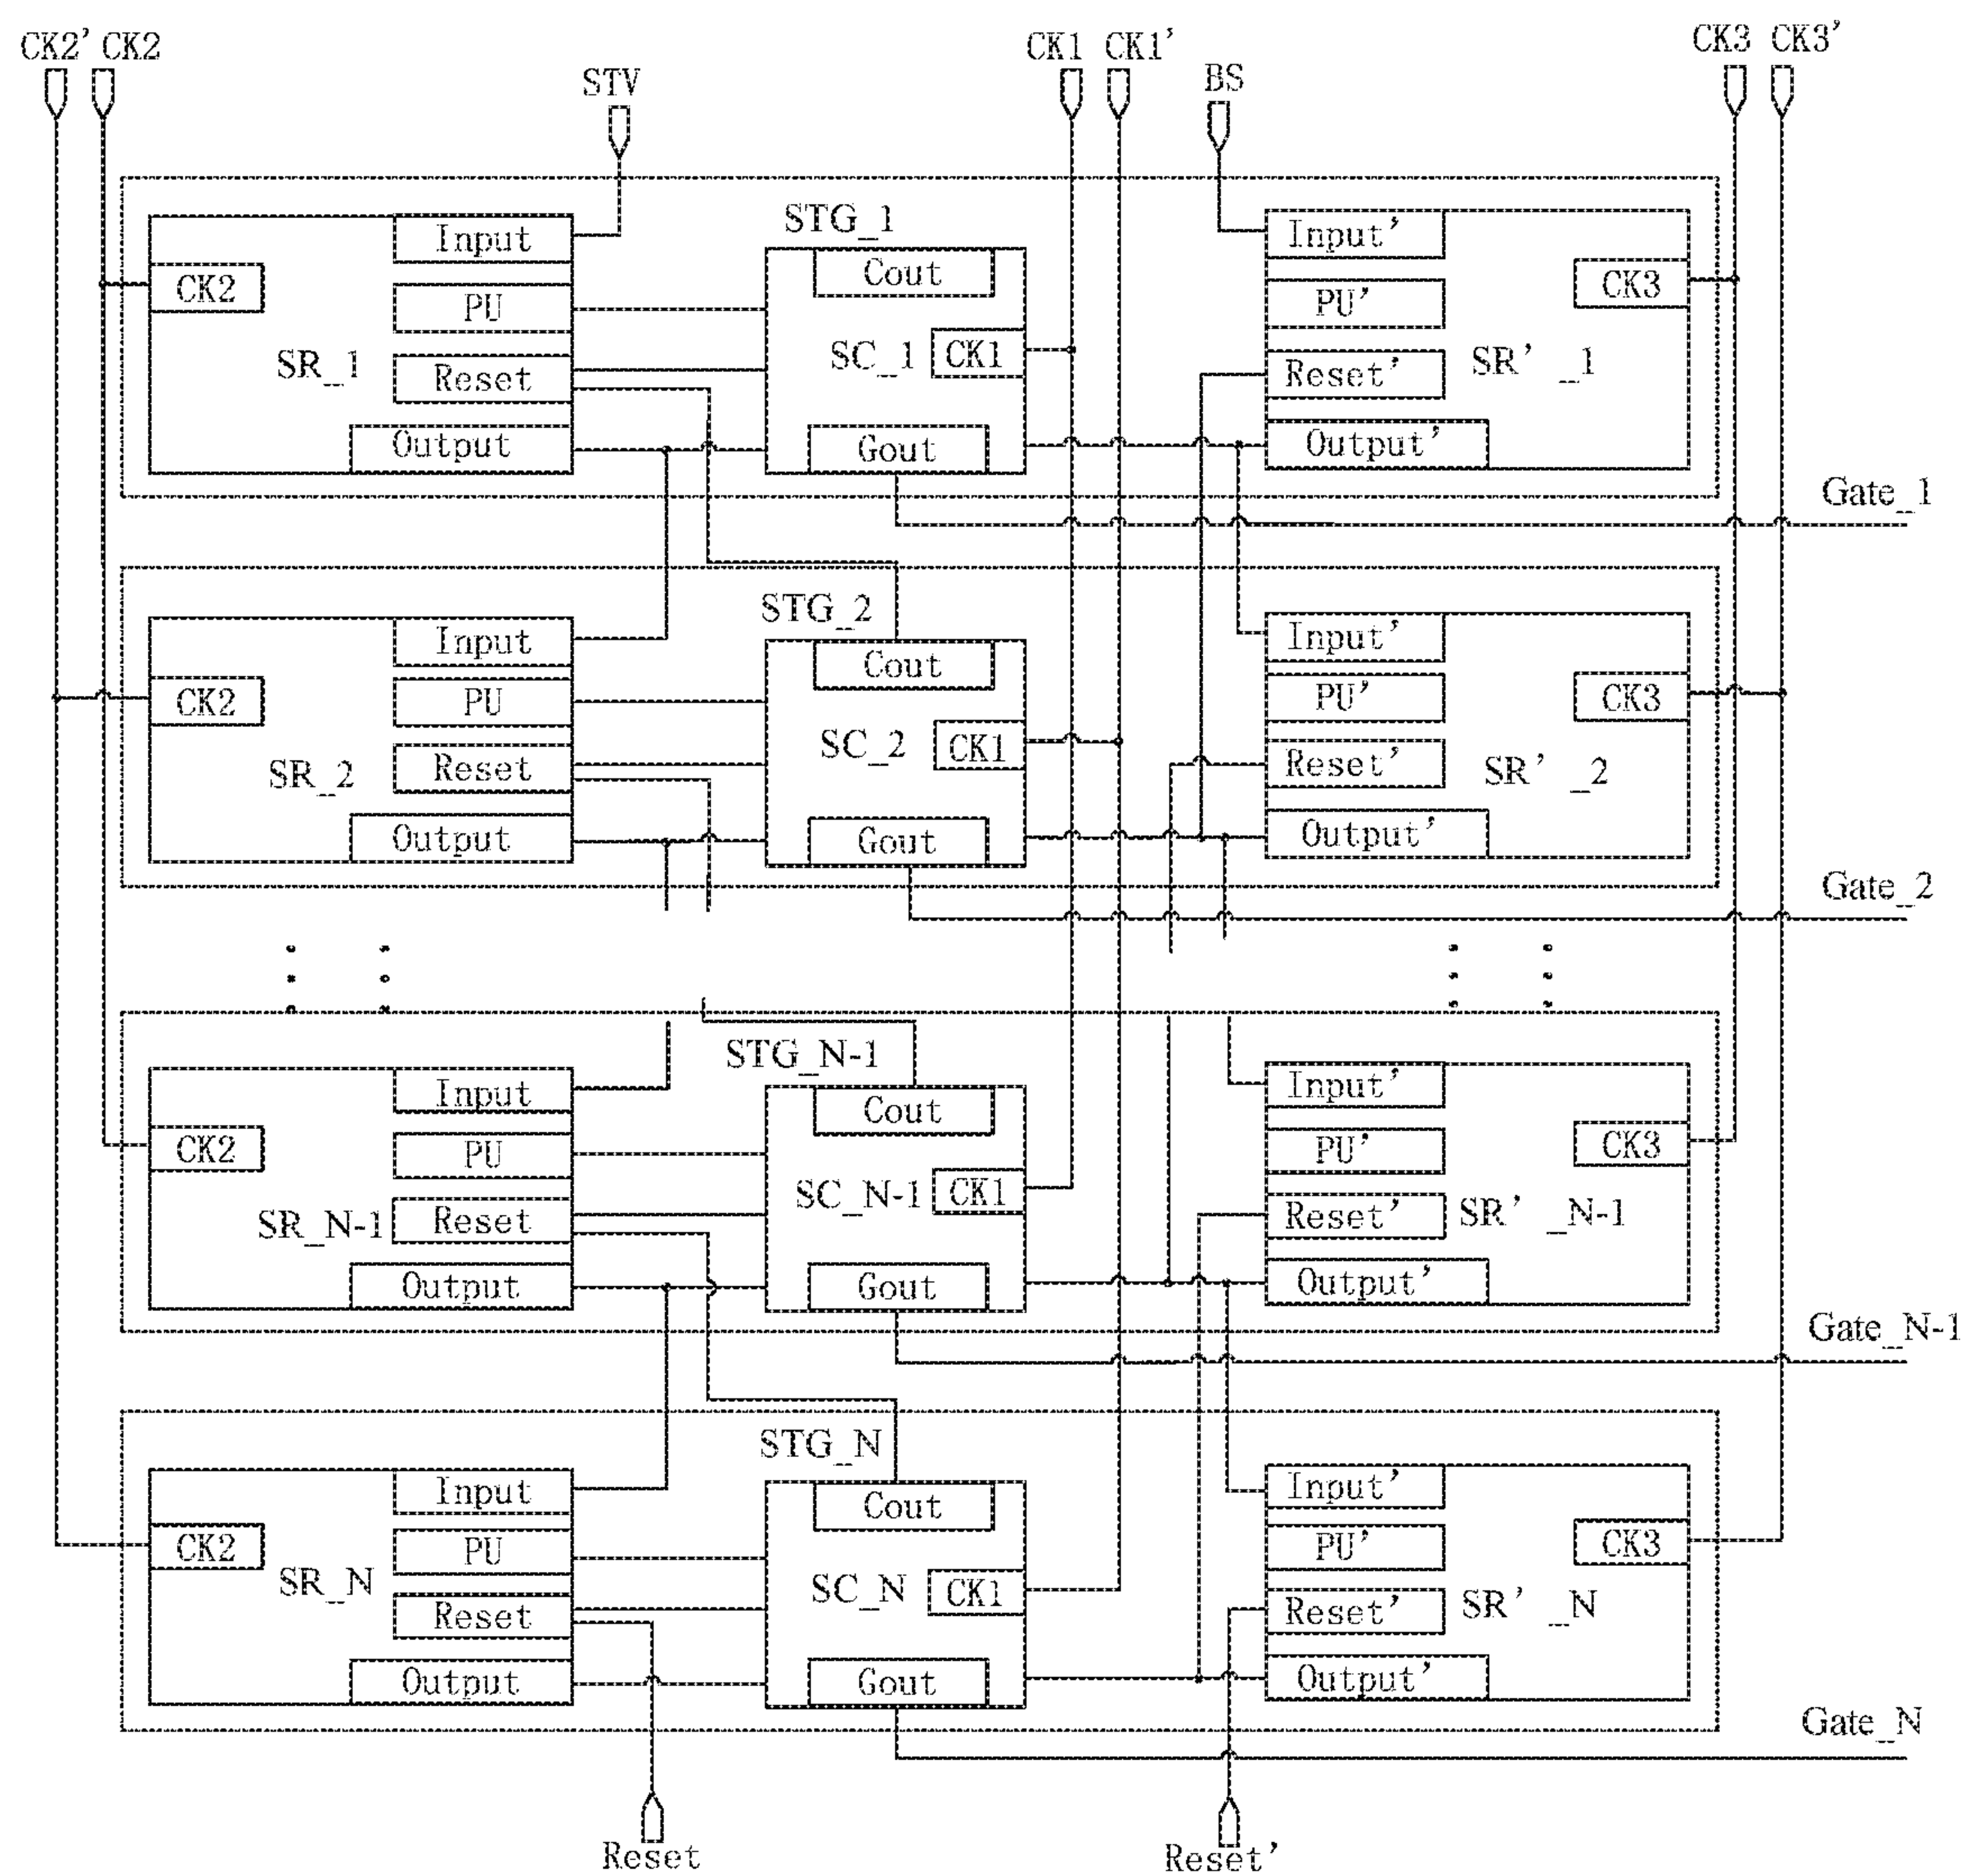 CK2' CK2 STV CK1 CK1' BS CK3 CK3'
STG_1
Input Input'
Cout
CK2 CK3
PU PU'
SR_1 SC_1 CK1 SR'_1
Reset Reset'
Output Gout Output'
Gate_1
STG_2
Input Input'
Cout
CK2 PU PU' CK3
SC_2 CK1
SR_2 Reset Reset' SR'_2
Output Gout Output'
Gate_2
STG_N-1
Input Input'
Cout
CK2 PU PU' CK3
SC_N-1 CK1
SR_N-1 Reset Reset' SR'_N-1
Output Gout Output'
Gate_N-1
STG_N
Input Input'
Cout
CK2 PU PU' CK3
SR_N SC_N CK1 SR'_N
Reset Reset'
Output Gout Output'
Gate_N
Reset Reset'